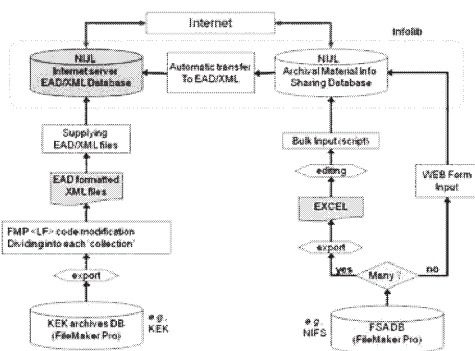 Internet
Infolib
NIJL
Internet server
EAD/XML Database
Automatic transfer
To EAD/XML
NIJL
Archival Material Info
Sharing Database
Supplying
EAD/XML files
Bulk Input (script)
editing
WEB Form
Input
EAD formatted
XML files
EXCEL
FMP <LF> code modification
Dividing into each 'collection'
export
export
yes
Many ?
no
KEK archives DB
(FileMaker Pro)
e.g.,
KEK
e.g.,
NIFS
FSADB
(FileMaker Pro)